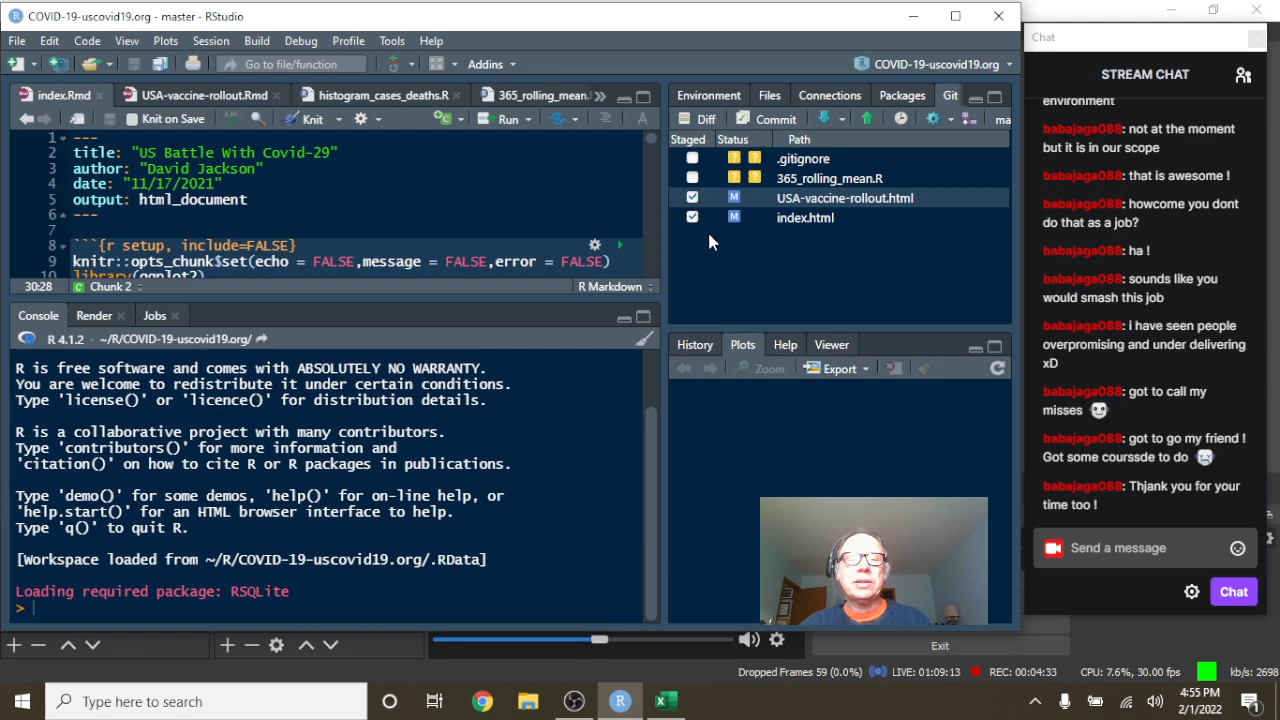 COVID-19-uscovid19.org - master - RStudio
File Edit Code View Plots Session Build Debug Profile Tools Help
Go to file/function
Addins
COVID-19-uscovid19.org
index.Rmd
USA-vaccine-rollout.Rmd
histogram_cases_deaths.R
365_rolling_mean.
Knit on Save
ABC
Knit
Run
1 ---
2 title: "US Battle With Covid-29"
3 author: "David Jackson"
4 date: "11/17/2021"
5 output: html_document
6 ---
7
8 ```{r setup, include=FALSE}
9 knitr::opts_chunk$set(echo = FALSE,message = FALSE,error = FALSE)
10 library(ggplot2)
30:28 Chunk 2 R Markdown
Console Render Jobs
R 4.1.2 · ~/R/COVID-19-uscovid19.org/
R is free software and comes with ABSOLUTELY NO WARRANTY.
You are welcome to redistribute it under certain conditions.
Type 'license()' or 'licence()' for distribution details.
R is a collaborative project with many contributors.
Type 'contributors()' for more information and
'citation()' on how to cite R or R packages in publications.
Type 'demo()' for some demos, 'help()' for on-line help, or
'help.start()' for an HTML browser interface to help.
Type 'q()' to quit R.
[Workspace loaded from ~/R/COVID-19-uscovid19.org/.RData]
Loading required package: RSQLite
>
Environment Files Connections Packages Git
Diff Commit ma
Staged Status Path
? ? .gitignore
? ? 365_rolling_mean.R
M USA-vaccine-rollout.html
M index.html
History Plots Help Viewer
Zoom Export
Chat
STREAM CHAT
environment
babajaga088: not at the moment
but it is in our scope
babajaga088: that is awesome !
babajaga088: howcome you dont
do that as a job?
babajaga088: ha !
babajaga088: sounds like you
would smash this job
babajaga088: i have seen people
overpromising and under delivering
xD
babajaga088: got to call my
misses
babajaga088: got to go my friend !
Got some courssde to do
babajaga088: Thjank you for your
time too !
Send a message
Chat
Exit
Dropped Frames 59 (0.0%) LIVE: 01:09:13 REC: 00:04:33 CPU: 7.6%, 30.00 fps kb/s: 2698
Type here to search
4:55 PM
2/1/2022
1